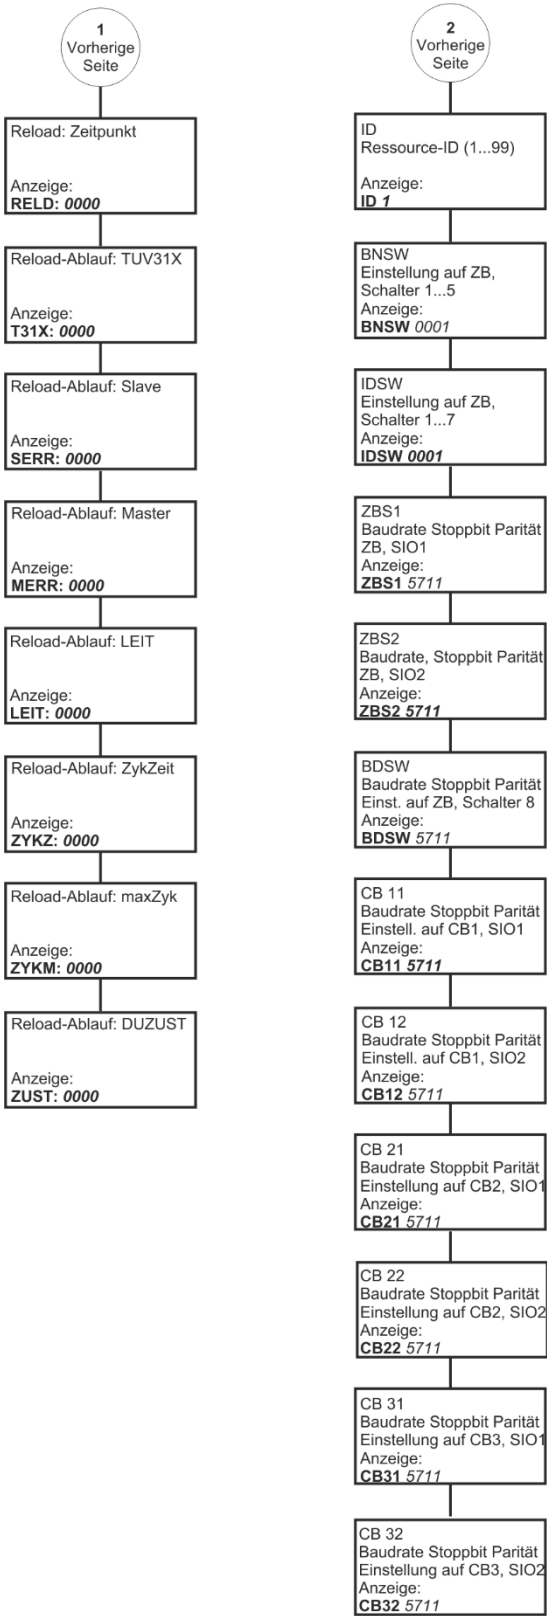 1
Vorherige
Seite
Reload: Zeitpunkt
Anzeige:
RELD: 0000
Reload-Ablauf: TUV31X
Anzeige:
T31X: 0000
Reload-Ablauf: Slave
Anzeige:
SERR: 0000
Reload-Ablauf: Master
Anzeige:
MERR: 0000
Reload-Ablauf: LEIT
Anzeige:
LEIT: 0000
Reload-Ablauf: ZykZeit
Anzeige:
ZYKZ: 0000
Reload-Ablauf: maxZyk
Anzeige:
ZYKM: 0000
Reload-Ablauf: DUZUST
Anzeige:
ZUST: 0000
2
Vorherige
Seite
ID
Ressource-ID (1...99)
Anzeige:
ID 1
BNSW
Einstellung auf ZB,
Schalter 1...5
Anzeige:
BNSW 0001
IDSW
Einstellung auf ZB,
Schalter 1...7
Anzeige:
IDSW 0001
ZBS1
Baudrate Stoppbit Parität
ZB, SIO1
Anzeige:
ZBS1 5711
ZBS2
Baudrate, Stoppbit Parität
ZB, SIO2
Anzeige:
ZBS2 5711
BDSW
Baudrate Stoppbit Parität
Einst. auf ZB, Schalter 8
Anzeige:
BDSW 5711
CB 11
Baudrate Stoppbit Parität
Einstell. auf CB1, SIO1
Anzeige:
CB11 5711
CB 12
Baudrate Stoppbit Parität
Einstell. auf CB1, SIO2
Anzeige:
CB12 5711
CB 21
Baudrate Stoppbit Parität
Einstellung auf CB2, SIO1
Anzeige:
CB21 5711
CB 22
Baudrate Stoppbit Parität
Einstellung auf CB2, SIO2
Anzeige:
CB22 5711
CB 31
Baudrate Stoppbit Parität
Einstellung auf CB3, SIO1
Anzeige:
CB31 5711
CB 32
Baudrate Stoppbit Parität
Einstellung auf CB3, SIO2
Anzeige:
CB32 5711